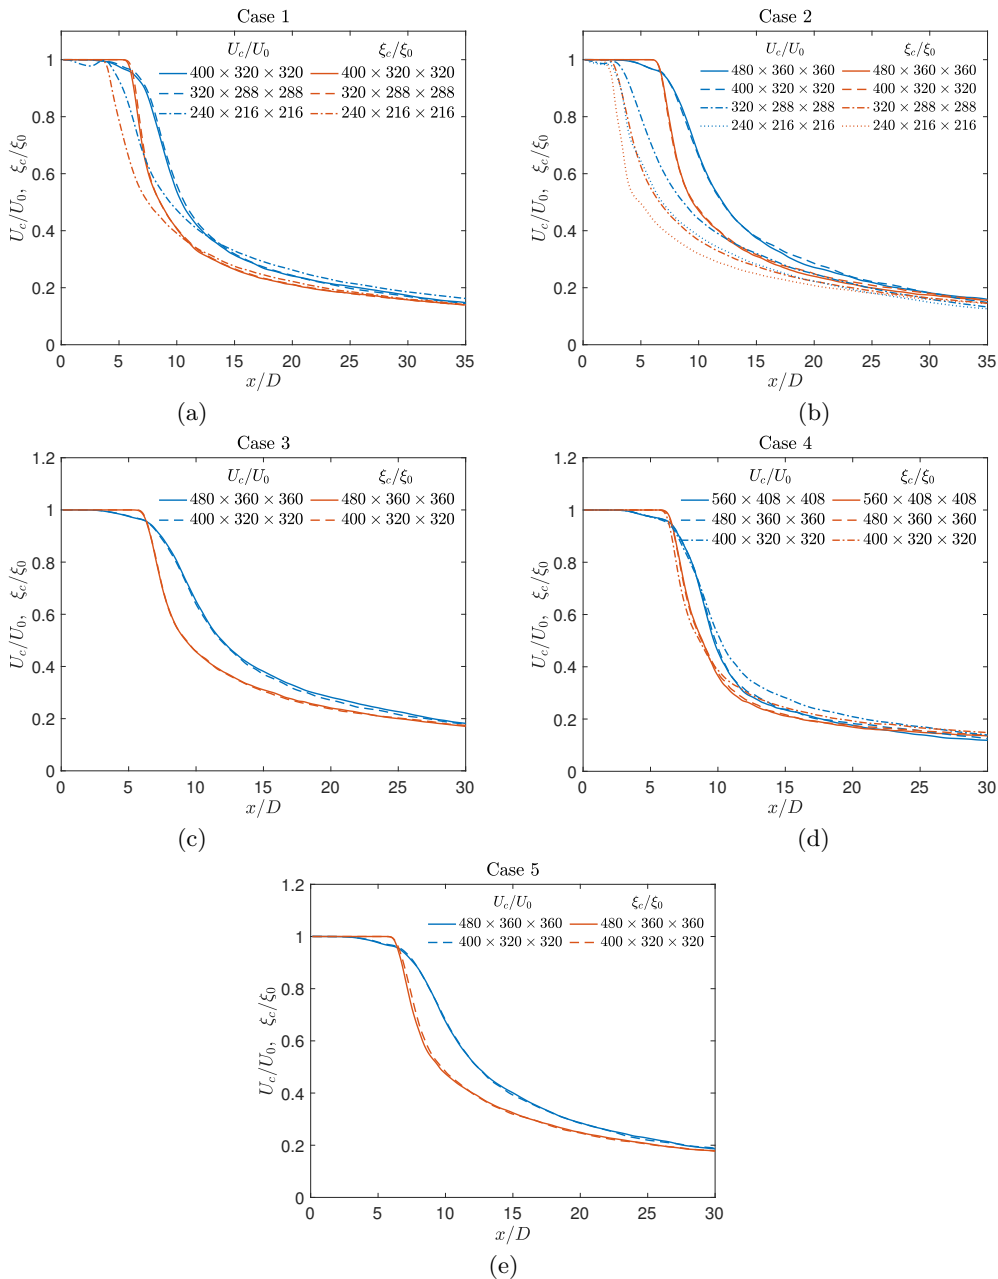 Case 1
U_c/U_0 ξ_c/ξ_0
400 × 320 × 320 400 × 320 × 320
320 × 288 × 288 320 × 288 × 288
240 × 216 × 216 240 × 216 × 216
1
0.8
0.6
0.4
0.2
0
U_c/U_0, ξ_c/ξ_0
0 5 10 15 20 25 30 35
x/D
(a)
Case 2
U_c/U_0 ξ_c/ξ_0
480 × 360 × 360 480 × 360 × 360
400 × 320 × 320 400 × 320 × 320
320 × 288 × 288 320 × 288 × 288
240 × 216 × 216 240 × 216 × 216
1
0.8
0.6
0.4
0.2
0
U_c/U_0, ξ_c/ξ_0
0 5 10 15 20 25 30 35
x/D
(b)
Case 3
U_c/U_0 ξ_c/ξ_0
480 × 360 × 360 480 × 360 × 360
400 × 320 × 320 400 × 320 × 320
1.2
1
0.8
0.6
0.4
0.2
0
U_c/U_0, ξ_c/ξ_0
0 5 10 15 20 25 30
x/D
(c)
Case 4
U_c/U_0 ξ_c/ξ_0
560 × 408 × 408 560 × 408 × 408
480 × 360 × 360 480 × 360 × 360
400 × 320 × 320 400 × 320 × 320
1.2
1
0.8
0.6
0.4
0.2
0
U_c/U_0, ξ_c/ξ_0
0 5 10 15 20 25 30
x/D
(d)
Case 5
U_c/U_0 ξ_c/ξ_0
480 × 360 × 360 480 × 360 × 360
400 × 320 × 320 400 × 320 × 320
1.2
1
0.8
0.6
0.4
0.2
0
U_c/U_0, ξ_c/ξ_0
0 5 10 15 20 25 30
x/D
(e)